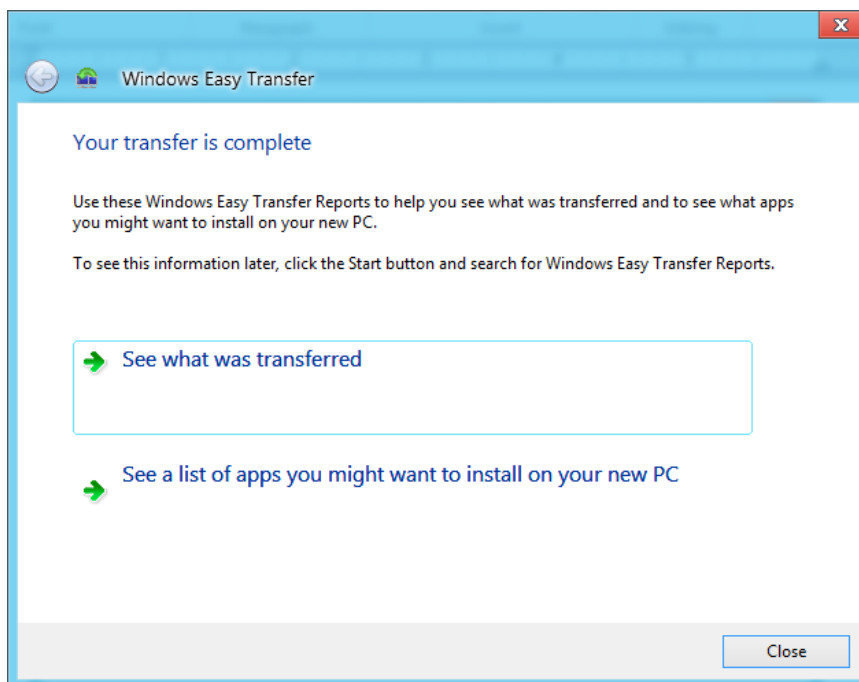 Windows Easy Transfer
Your transfer is complete
Use these Windows Easy Transfer Reports to help you see what was transferred and to see what apps
you might want to install on your new PC.
To see this information later, click the Start button and search for Windows Easy Transfer Reports.
See what was transferred
See a list of apps you might want to install on your new PC
Close